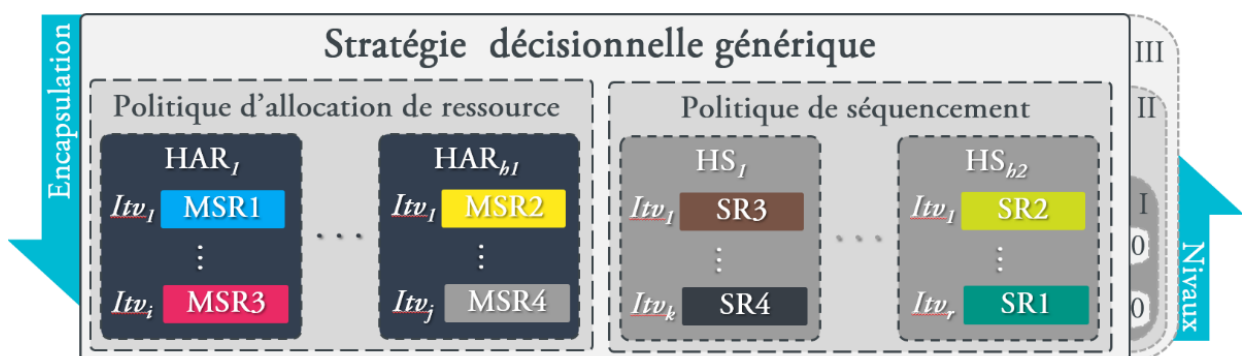 Encapsulation
Stratégie décisionnelle générique
Politique d'allocation de ressource
HAR1
Itv1 MSR1
⋮
Itvi MSR3
...
HARh1
Itv1 MSR2
⋮
Itvj MSR4
Politique de séquencement
HS1
Itv1 SR3
⋮
Itvk SR4
...
HSh2
Itv1 SR2
⋮
Itvr SR1
III
II
I
0
0
Nivaux